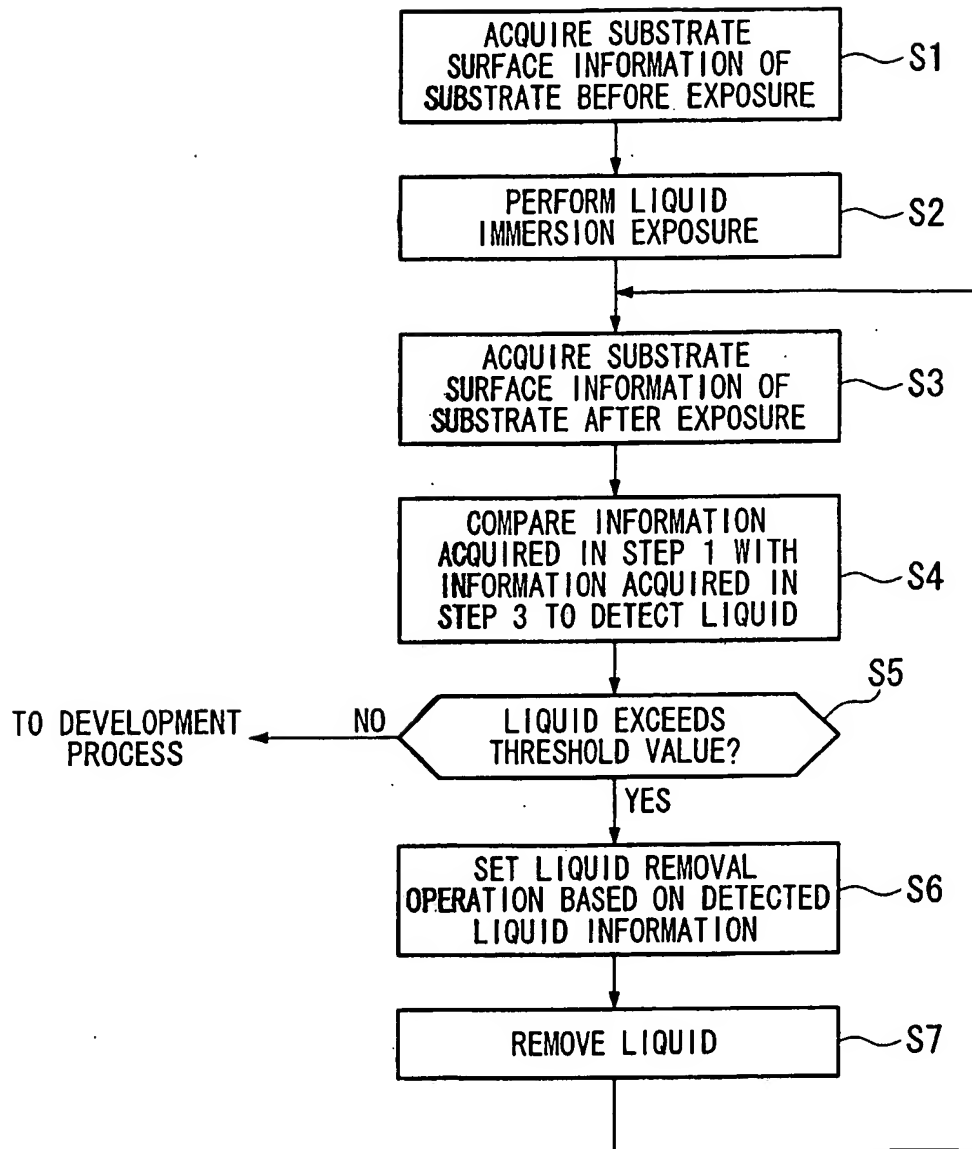 ACQUIRE SUBSTRATE
SURFACE INFORMATION OF
SUBSTRATE BEFORE EXPOSURE
S1
PERFORM LIQUID
IMMERSION EXPOSURE
S2
ACQUIRE SUBSTRATE
SURFACE INFORMATION OF
SUBSTRATE AFTER EXPOSURE
S3
COMPARE INFORMATION
ACQUIRED IN STEP 1 WITH
INFORMATION ACQUIRED IN
STEP 3 TO DETECT LIQUID
S4
S5
LIQUID EXCEEDS
THRESHOLD VALUE?
NO
TO DEVELOPMENT
PROCESS
YES
SET LIQUID REMOVAL
OPERATION BASED ON DETECTED
LIQUID INFORMATION
S6
REMOVE LIQUID
S7